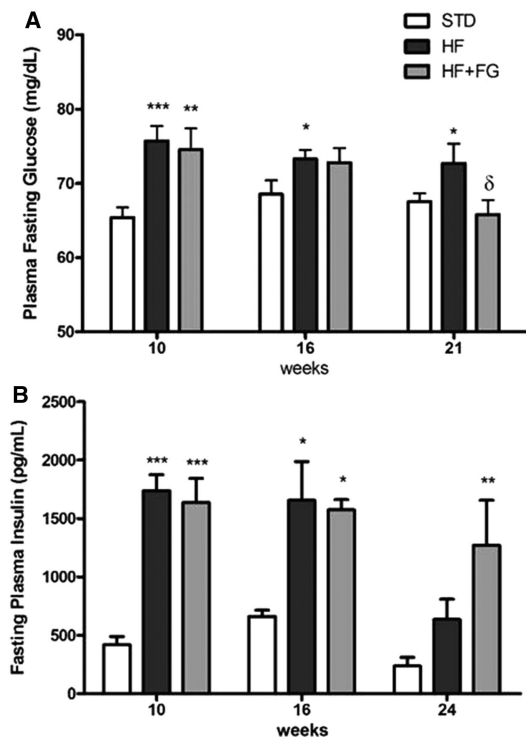 A
STD
HF
HF+FG
Plasma Fasting Glucose (mg/dL)
90
80
70
60
50
***
**
*
*
δ
10
16
21
weeks
B
Fasting Plasma Insulin (pg/mL)
2500
2000
1500
1000
500
0
***
***
*
*
**
10
16
24
weeks